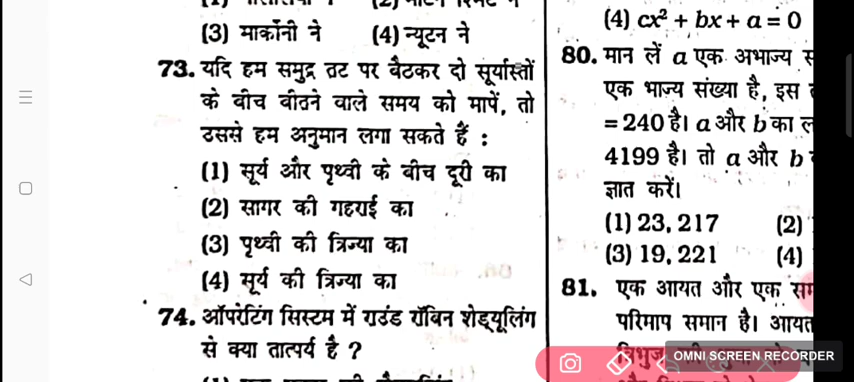 (3) मार्कोनी ने (4) न्यूटन ने
73. यदि हम समुद्र तट पर बैठकर दो सूर्यास्तों
के बीच बीतने वाले समय को मापें, तो
उससे हम अनुमान लगा सकते हैं :
(1) सूर्य और पृथ्वी के बीच दूरी का
(2) सागर की गहराई का
(3) पृथ्वी की त्रिज्या का
(4) सूर्य की त्रिज्या का
74. ऑपरेटिंग सिस्टम में राउंड रॉबिन शेड्यूलिंग
से क्या तात्पर्य है ?
(4) cx² + bx + a = 0
80. मान लें a एक अभाज्य
एक भाज्य संख्या है, इस
= 240 है। a और b का
4199 है। तो a और b
ज्ञात करें।
(1) 23, 217 (2)
(3) 19, 221 (4)
81. एक आयत और एक
परिमाप समान है। आयत
OMNI SCREEN RECORDER